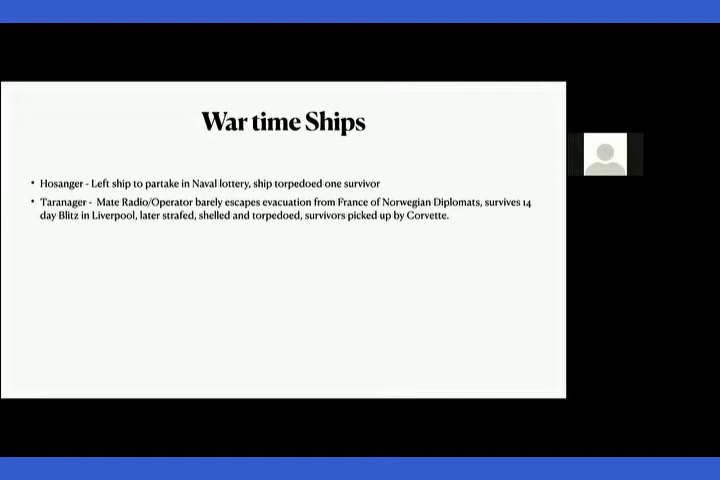 War time Ships
• Hosanger - Left ship to partake in Naval lottery, ship torpedoed one survivor
• Taranager - Mate Radio/Operator barely escapes evacuation from France of Norwegian Diplomats, survives 14
day Blitz in Liverpool, later strafed, shelled and torpedoed, survivors picked up by Corvette.